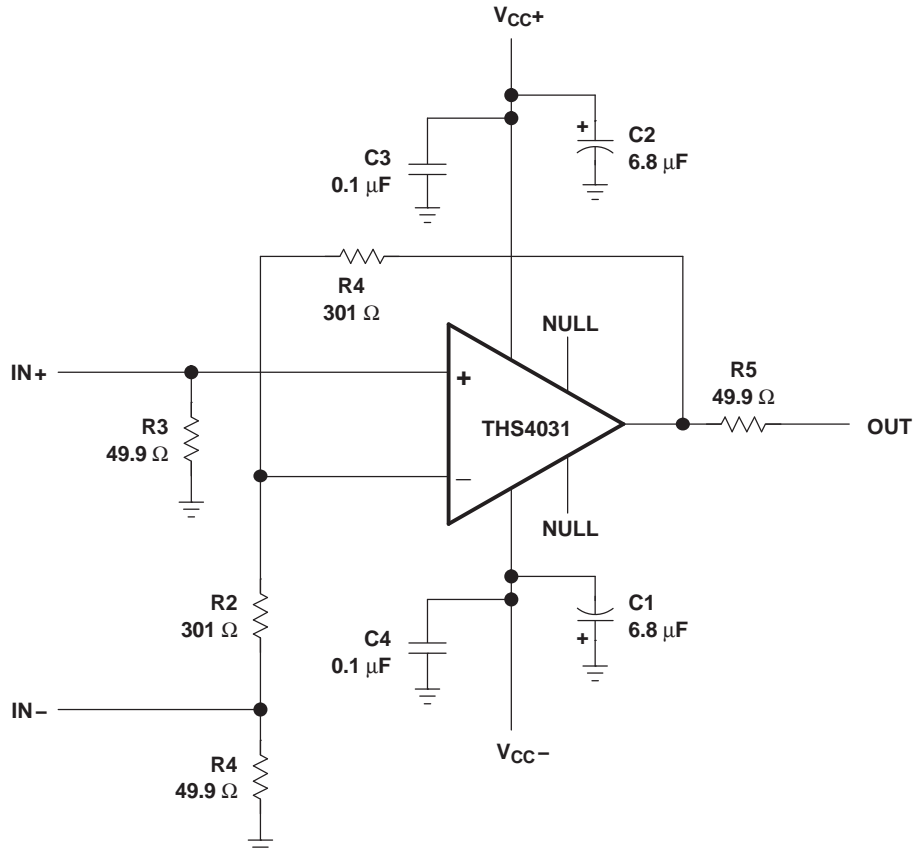 VCC+
C2
6.8 μF
+
C3
0.1 μF
R4
301 Ω
NULL
IN+
+
R5
49.9 Ω
R3
49.9 Ω
THS4031
OUT
−
NULL
R2
301 Ω
C1
6.8 μF
+
C4
0.1 μF
IN−
VCC−
R4
49.9 Ω